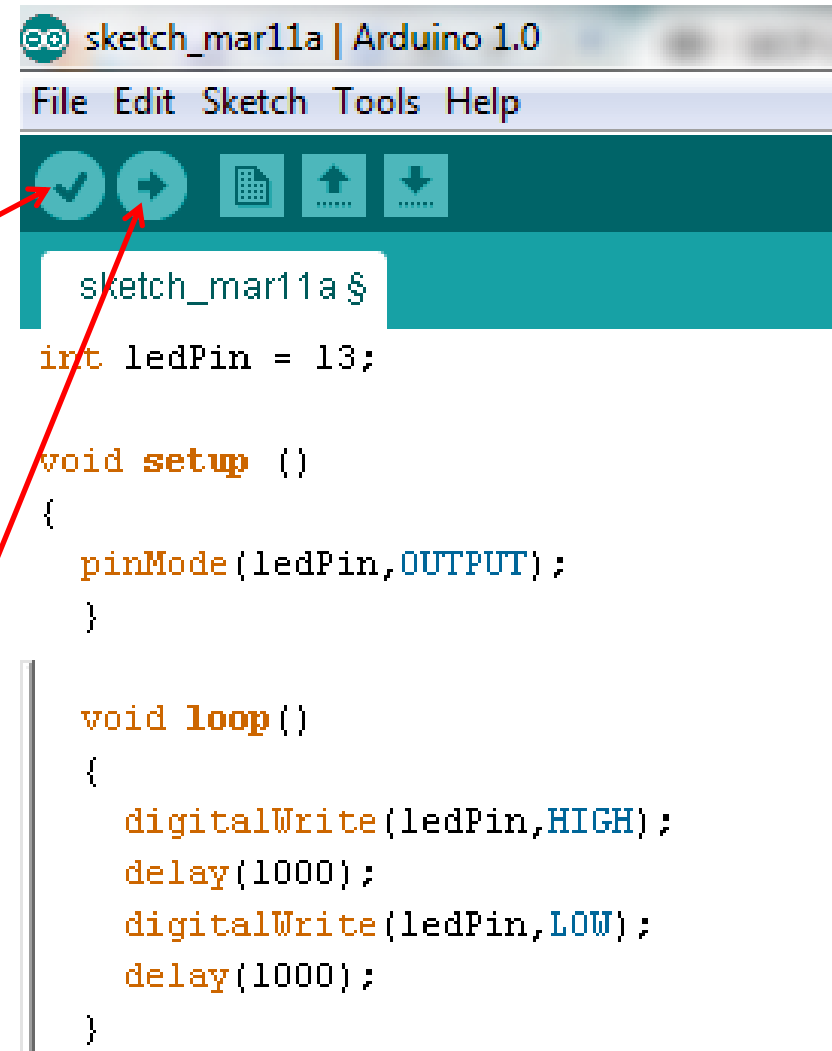 sketch_mar11a | Arduino 1.0
File Edit Sketch Tools Help
sketch_mar11a §
int ledPin = 13;
void setup ()
{
pinMode(ledPin,OUTPUT);
}
void loop()
{
digitalWrite(ledPin,HIGH);
delay(1000);
digitalWrite(ledPin,LOW);
delay(1000);
}